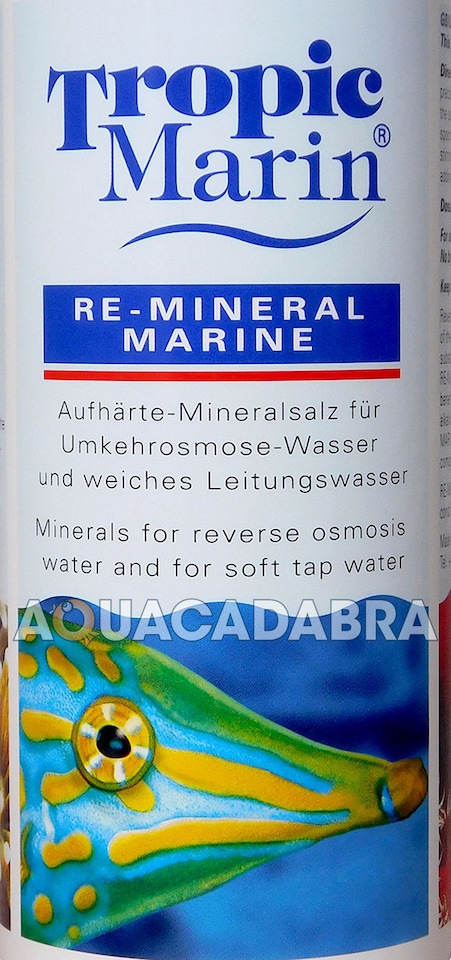 Tropic
Marin®
RE-MINERAL
MARINE
Aufhärte-Mineralsalz für
Umkehrosmose-Wasser
und weiches Leitungswasser
Minerals for reverse osmosis
water and for soft tap water
AQUACADABRA